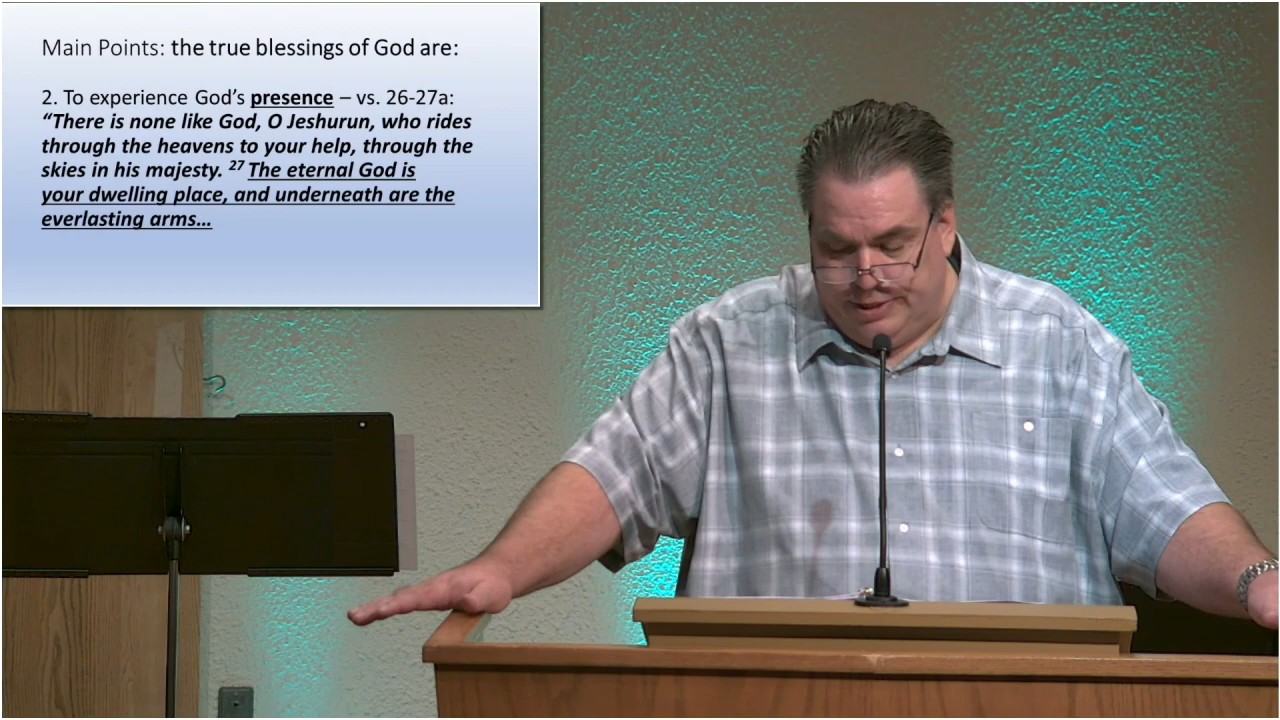 Main Points: the true blessings of God are:
2. To experience God's presence – vs. 26-27a:
“There is none like God, O Jeshurun, who rides
through the heavens to your help, through the
skies in his majesty. ²⁷ The eternal God is
your dwelling place, and underneath are the
everlasting arms…